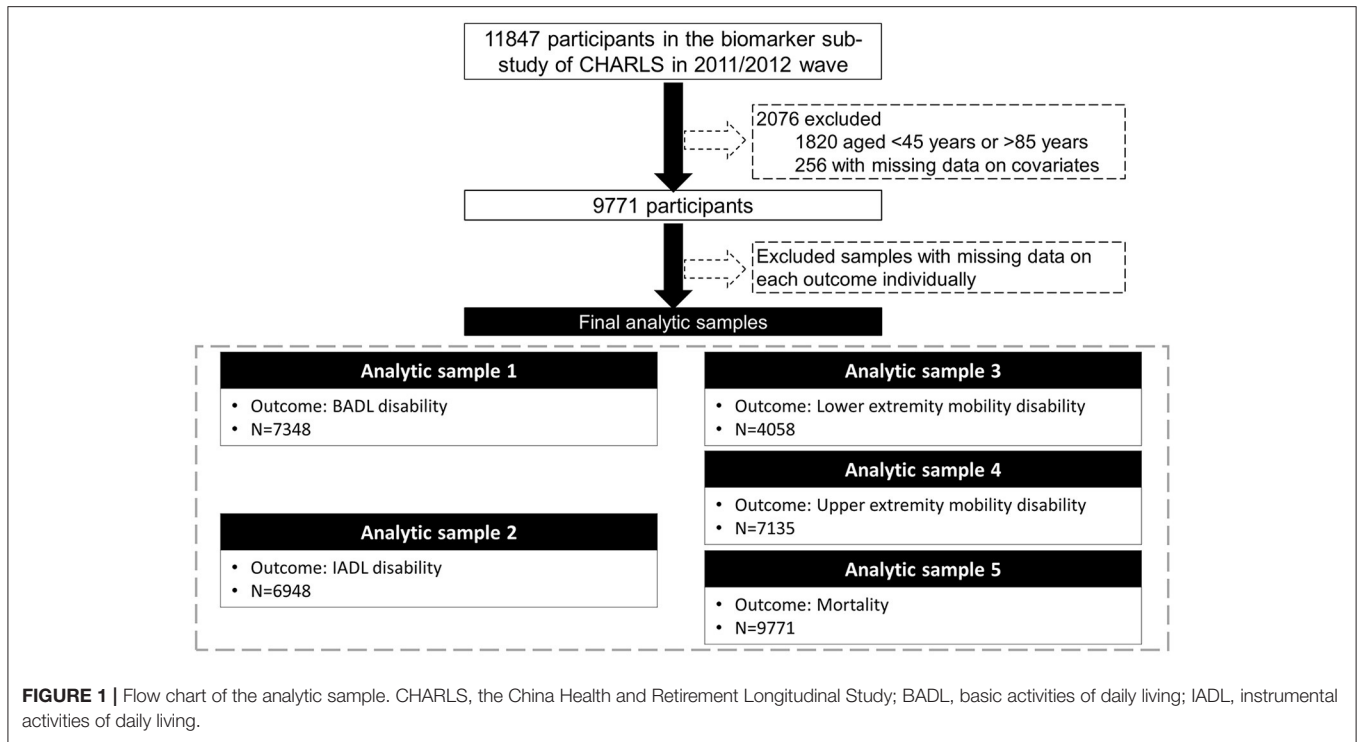 11847 participants in the biomarker sub-
study of CHARLS in 2011/2012 wave
2076 excluded
1820 aged <45 years or >85 years
256 with missing data on covariates
9771 participants
Excluded samples with missing data on
each outcome individually
Final analytic samples
Analytic sample 1
• Outcome: BADL disability
• N=7348
Analytic sample 2
• Outcome: IADL disability
• N=6948
Analytic sample 3
• Outcome: Lower extremity mobility disability
• N=4058
Analytic sample 4
• Outcome: Upper extremity mobility disability
• N=7135
Analytic sample 5
• Outcome: Mortality
• N=9771
FIGURE 1 | Flow chart of the analytic sample. CHARLS, the China Health and Retirement Longitudinal Study; BADL, basic activities of daily living; IADL, instrumental
activities of daily living.